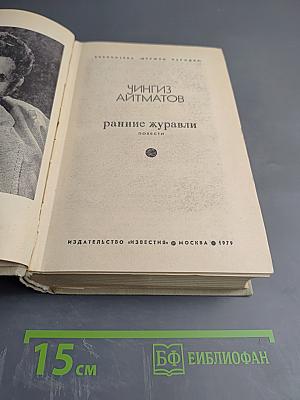 БИБЛИОТЕКА «ДРУЖБЫ НАРОДОВ»
ЧИНГИЗ
АЙТМАТОВ
ранние журавли
ПОВЕСТИ
ИЗДАТЕЛЬСТВО «ИЗВЕСТИЯ» ● МОСКВА ● 1979
15 см
БФ БИБЛИОФАН